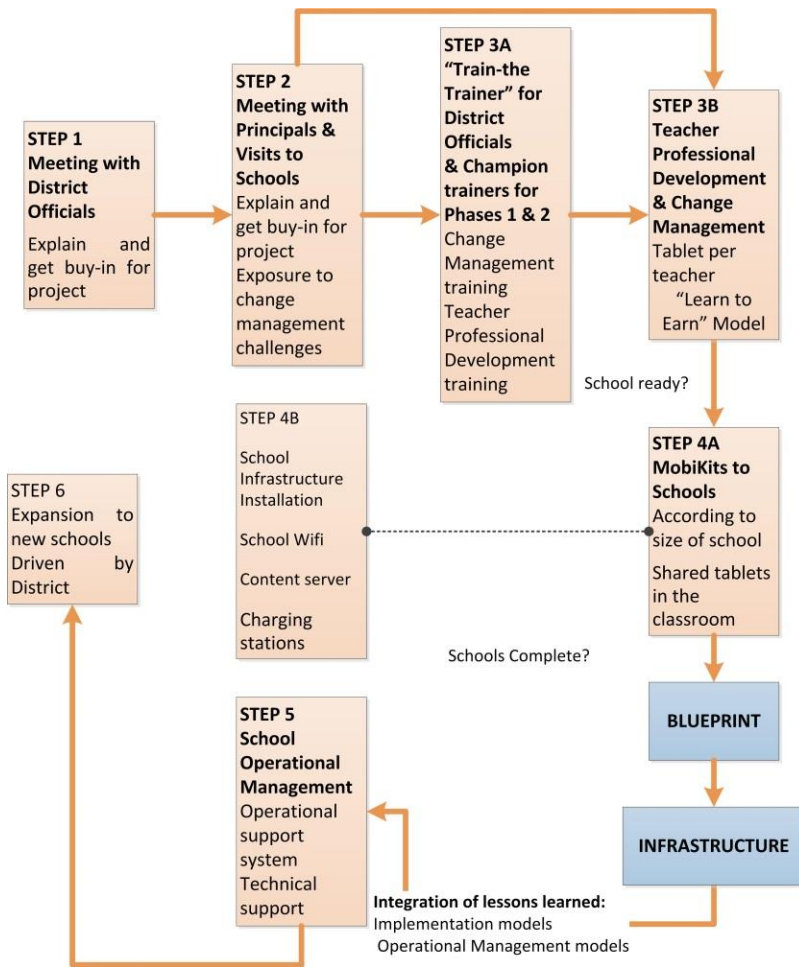 STEP 1
Meeting with
District
Officials
Explain and
get buy-in for
project
STEP 2
Meeting with
Principals &
Visits to
Schools
Explain and
get buy-in for
project
Exposure to
change
management
challenges
STEP 3A
“Train-the
Trainer” for
District
Officials
& Champion
trainers for
Phases 1 & 2
Change
Management
training
Teacher
Professional
Development
training
STEP 3B
Teacher
Professional
Development
& Change
Management
Tablet per
teacher
“Learn to
Earn” Model
School ready?
STEP 4A
MobiKits to
Schools
According to
size of school
Shared tablets
in the
classroom
STEP 4B
School
Infrastructure
Installation
School Wifi
Content server
Charging
stations
Schools Complete?
BLUEPRINT
INFRASTRUCTURE
Integration of lessons learned:
Implementation models
Operational Management models
STEP 5
School
Operational
Management
Operational
support
system
Technical
support
STEP 6
Expansion to
new schools
Driven by
District